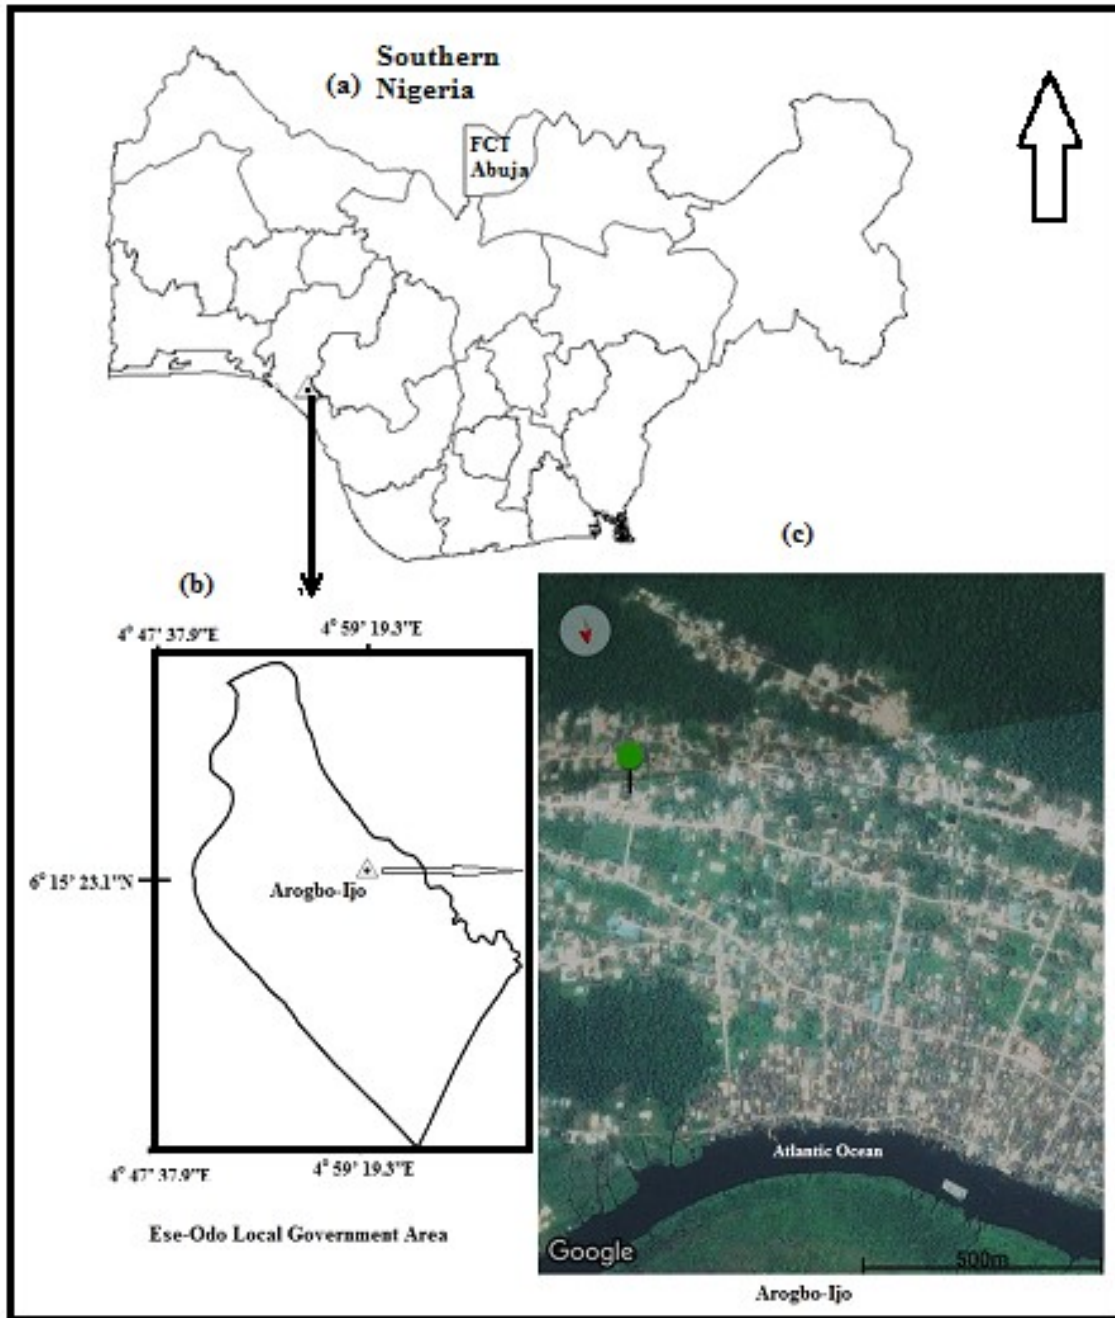 Southern
(a) Nigeria
FCT
Abuja
(c)
(b)
4° 47' 37.9"E
4° 59' 19.3"E
6° 15' 23.1"N
Arogbo-Ijo
4° 47' 37.9"E
4° 59' 19.3"E
Ese-Odo Local Government Area
Atlantic Ocean
Google
500m
Arogbo-Ijo